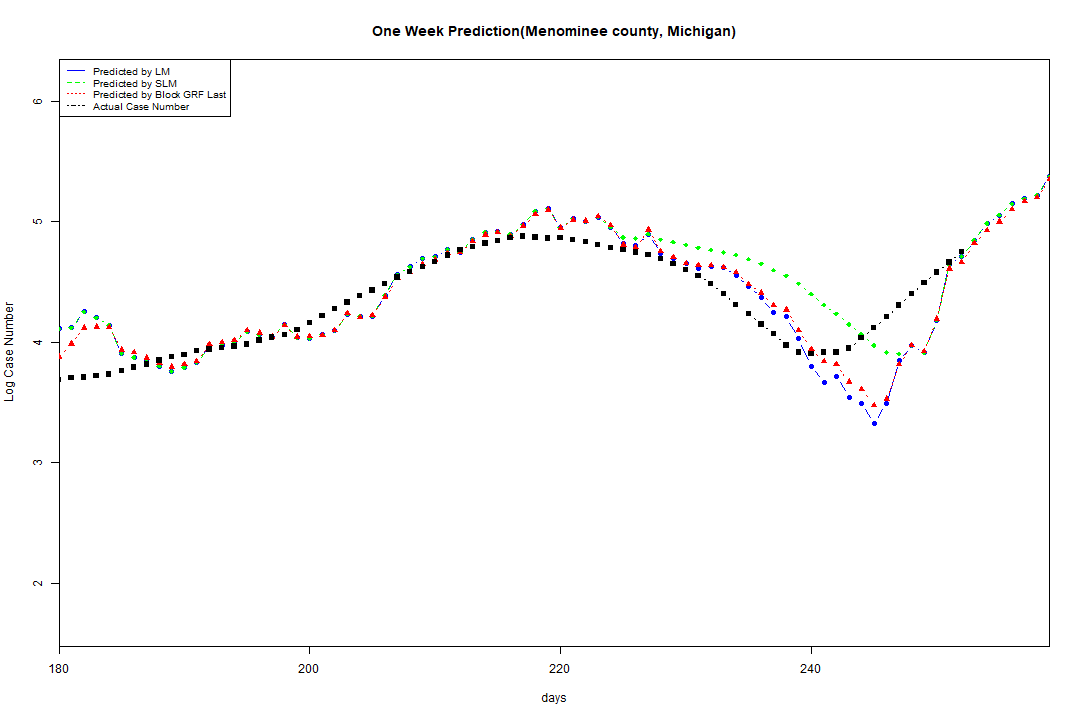 One Week Prediction(Menominee county, Michigan)
Predicted by LM
Predicted by SLM
Predicted by Block GRF Last
Actual Case Number
6
5
4
3
2
Log Case Number
180
200
220
240
days